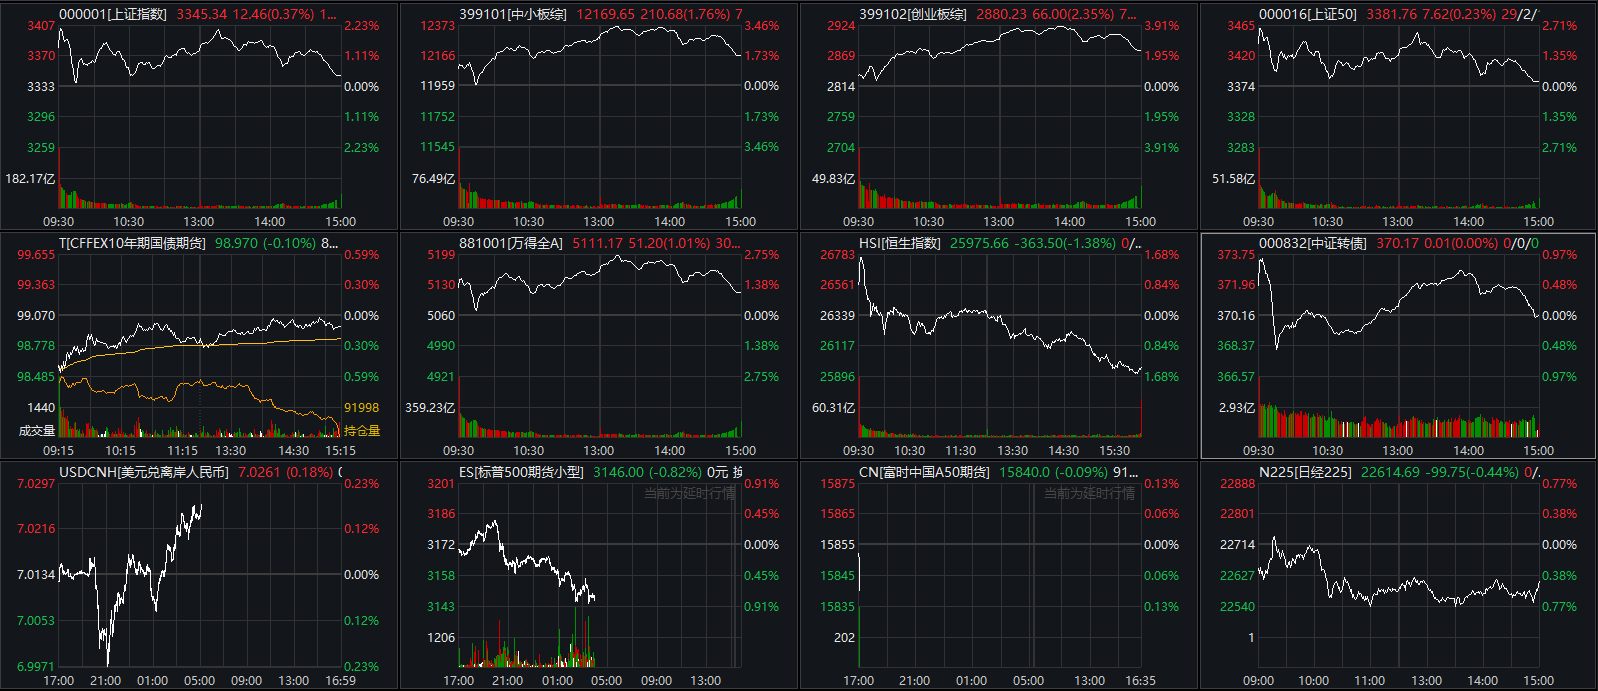 000001[上证指数] 3345.34 12.46(0.37%) 1...
3407 2.23%
3370 1.11%
3333 0.00%
3296 1.11%
3259 2.23%
182.17亿
09:30 10:30 13:00 14:00 15:00
399101[中小板综] 12169.65 210.68(1.76%) 7
12373 3.46%
12166 1.73%
11959 0.00%
11752 1.73%
11545 3.46%
76.49亿
09:30 10:30 13:00 14:00 15:00
399102[创业板综] 2880.23 66.00(2.35%) 7...
2924 3.91%
2869 1.95%
2814 0.00%
2759 1.95%
2704 3.91%
49.83亿
09:30 10:30 13:00 14:00 15:00
000016[上证50] 3381.76 7.62(0.23%) 29/2/
3465 2.71%
3420 1.35%
3374 0.00%
3328 1.35%
3283 2.71%
51.58亿
09:30 10:30 13:00 14:00 15:00
T[CFFEX10年期国债期货] 98.970 (-0.10%) 8...
99.655 0.59%
99.363 0.30%
99.070 0.00%
98.778 0.30%
98.485 0.59%
1440 91998
成交量 持仓量
09:15 10:15 11:15 13:30 14:30 15:15
881001[万得全A] 5111.17 51.20(1.01%) 30...
5199 2.75%
5130 1.38%
5060 0.00%
4990 1.38%
4921 2.75%
359.23亿
09:30 10:30 13:00 14:00 15:00
HSI[恒生指数] 25975.66 -363.50(-1.38%) 0/..
26783 1.68%
26561 0.84%
26339 0.00%
26117 0.84%
25896 1.68%
60.31亿
09:30 10:30 11:30 13:30 14:30 15:30
000832[中证转债] 370.17 0.01(0.00%) 0/0/0
373.75 0.97%
371.96 0.48%
370.16 0.00%
368.37 0.48%
366.57 0.97%
2.93亿
09:30 10:30 13:00 14:00 15:00
USDCNH[美元兑离岸人民币] 7.0261 (0.18%) 0
7.0297 0.23%
7.0216 0.12%
7.0134 0.00%
7.0053 0.12%
6.9971 0.23%
17:00 21:00 01:00 05:00 09:00 13:00 16:59
ES[标普500期货小型] 3146.00 (-0.82%) 0元 换
当前为延时行情
3201 0.91%
3186 0.45%
3172 0.00%
3158 0.45%
3143 0.91%
1206
17:00 21:00 01:00 05:00 09:00 13:00
CN[富时中国A50期货] 15840.0 (-0.09%) 91...
当前为延时行情
15875 0.13%
15865 0.06%
15855 0.00%
15845 0.06%
15835 0.13%
202
17:00 21:00 01:00 05:00 13:00 16:35
N225[日经225] 22614.69 -99.75(-0.44%) 0/.
22888 0.77%
22801 0.38%
22714 0.00%
22627 0.38%
22540 0.77%
1
09:00 10:00 11:00 13:00 14:00 15:00